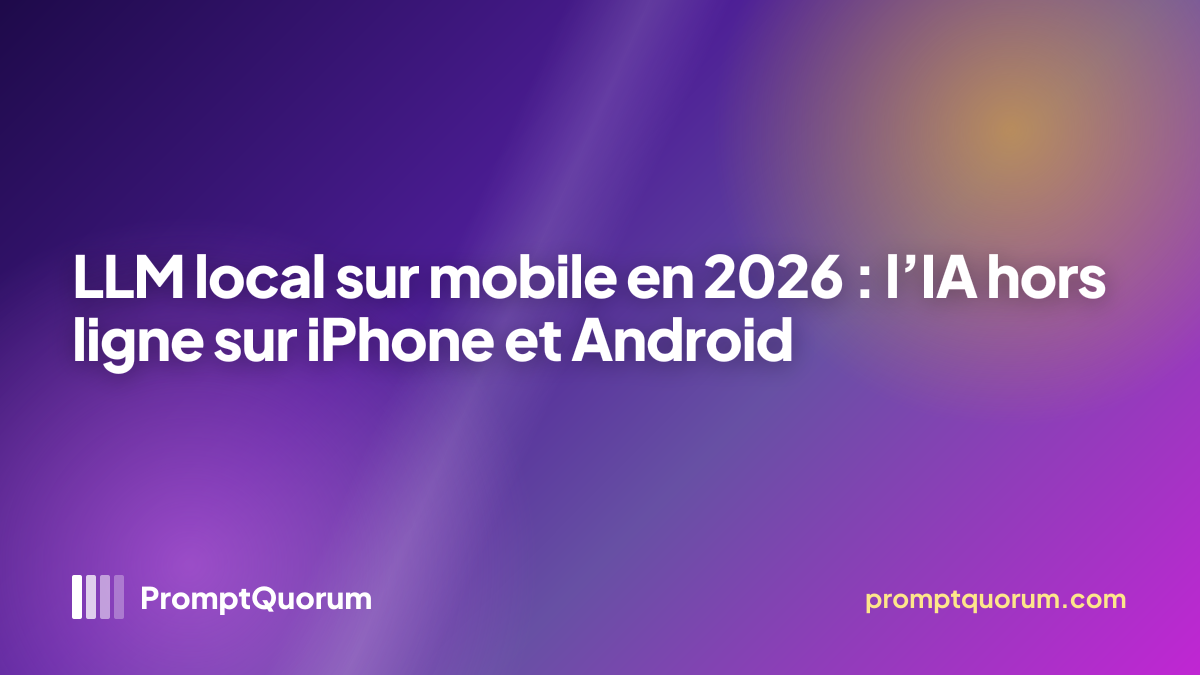 LLM local sur mobile en 2026 : l’IA hors
ligne sur iPhone et Android
PromptQuorum
promptquorum.com